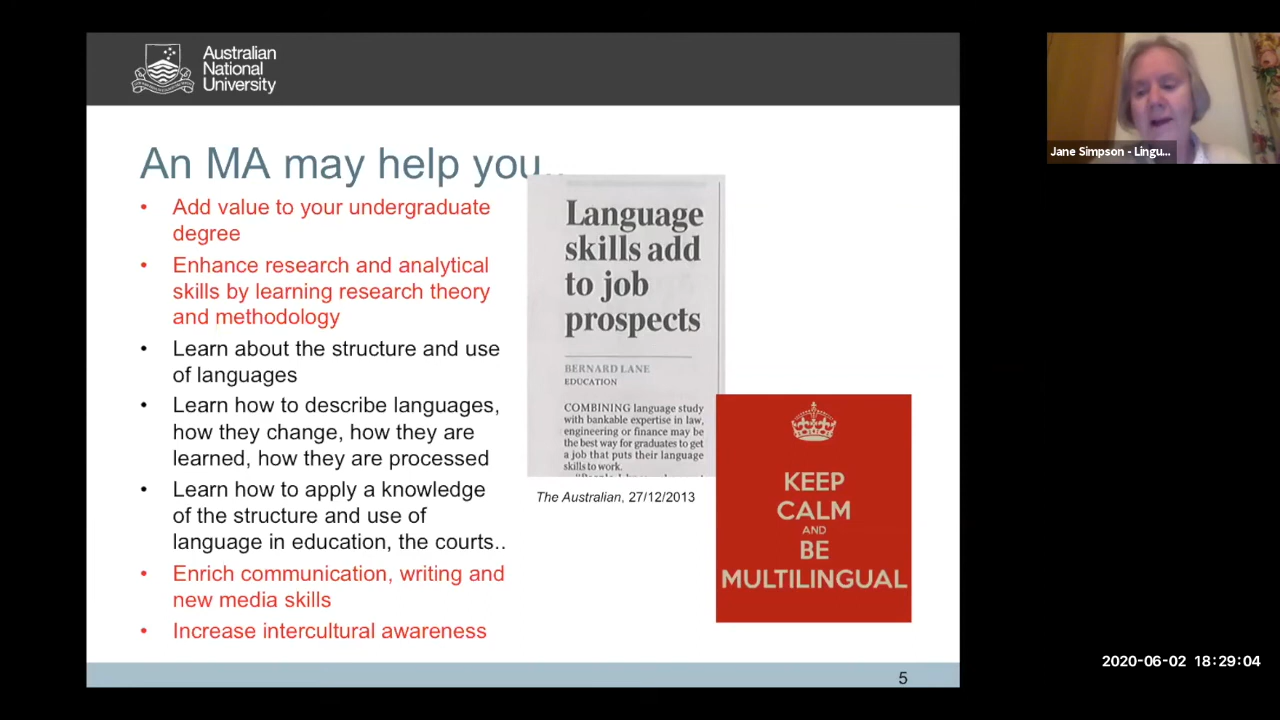 Australian
National
University
An MA may help you..
• Add value to your undergraduate
degree
• Enhance research and analytical
skills by learning research theory
and methodology
• Learn about the structure and use
of languages
• Learn how to describe languages,
how they change, how they are
learned, how they are processed
• Learn how to apply a knowledge
of the structure and use of
language in education, the courts..
• Enrich communication, writing and
new media skills
• Increase intercultural awareness
Language
skills add
to job
prospects
BERNARD LANE
EDUCATION
COMBINING language study
with bankable expertise in law,
engineering or finance may be
the best way for graduates to get
a job that puts their language
skills to work.
The Australian, 27/12/2013
KEEP
CALM
AND
BE
MULTILINGUAL
5
Jane Simpson - Lingu...
2020-06-02 18:29:04